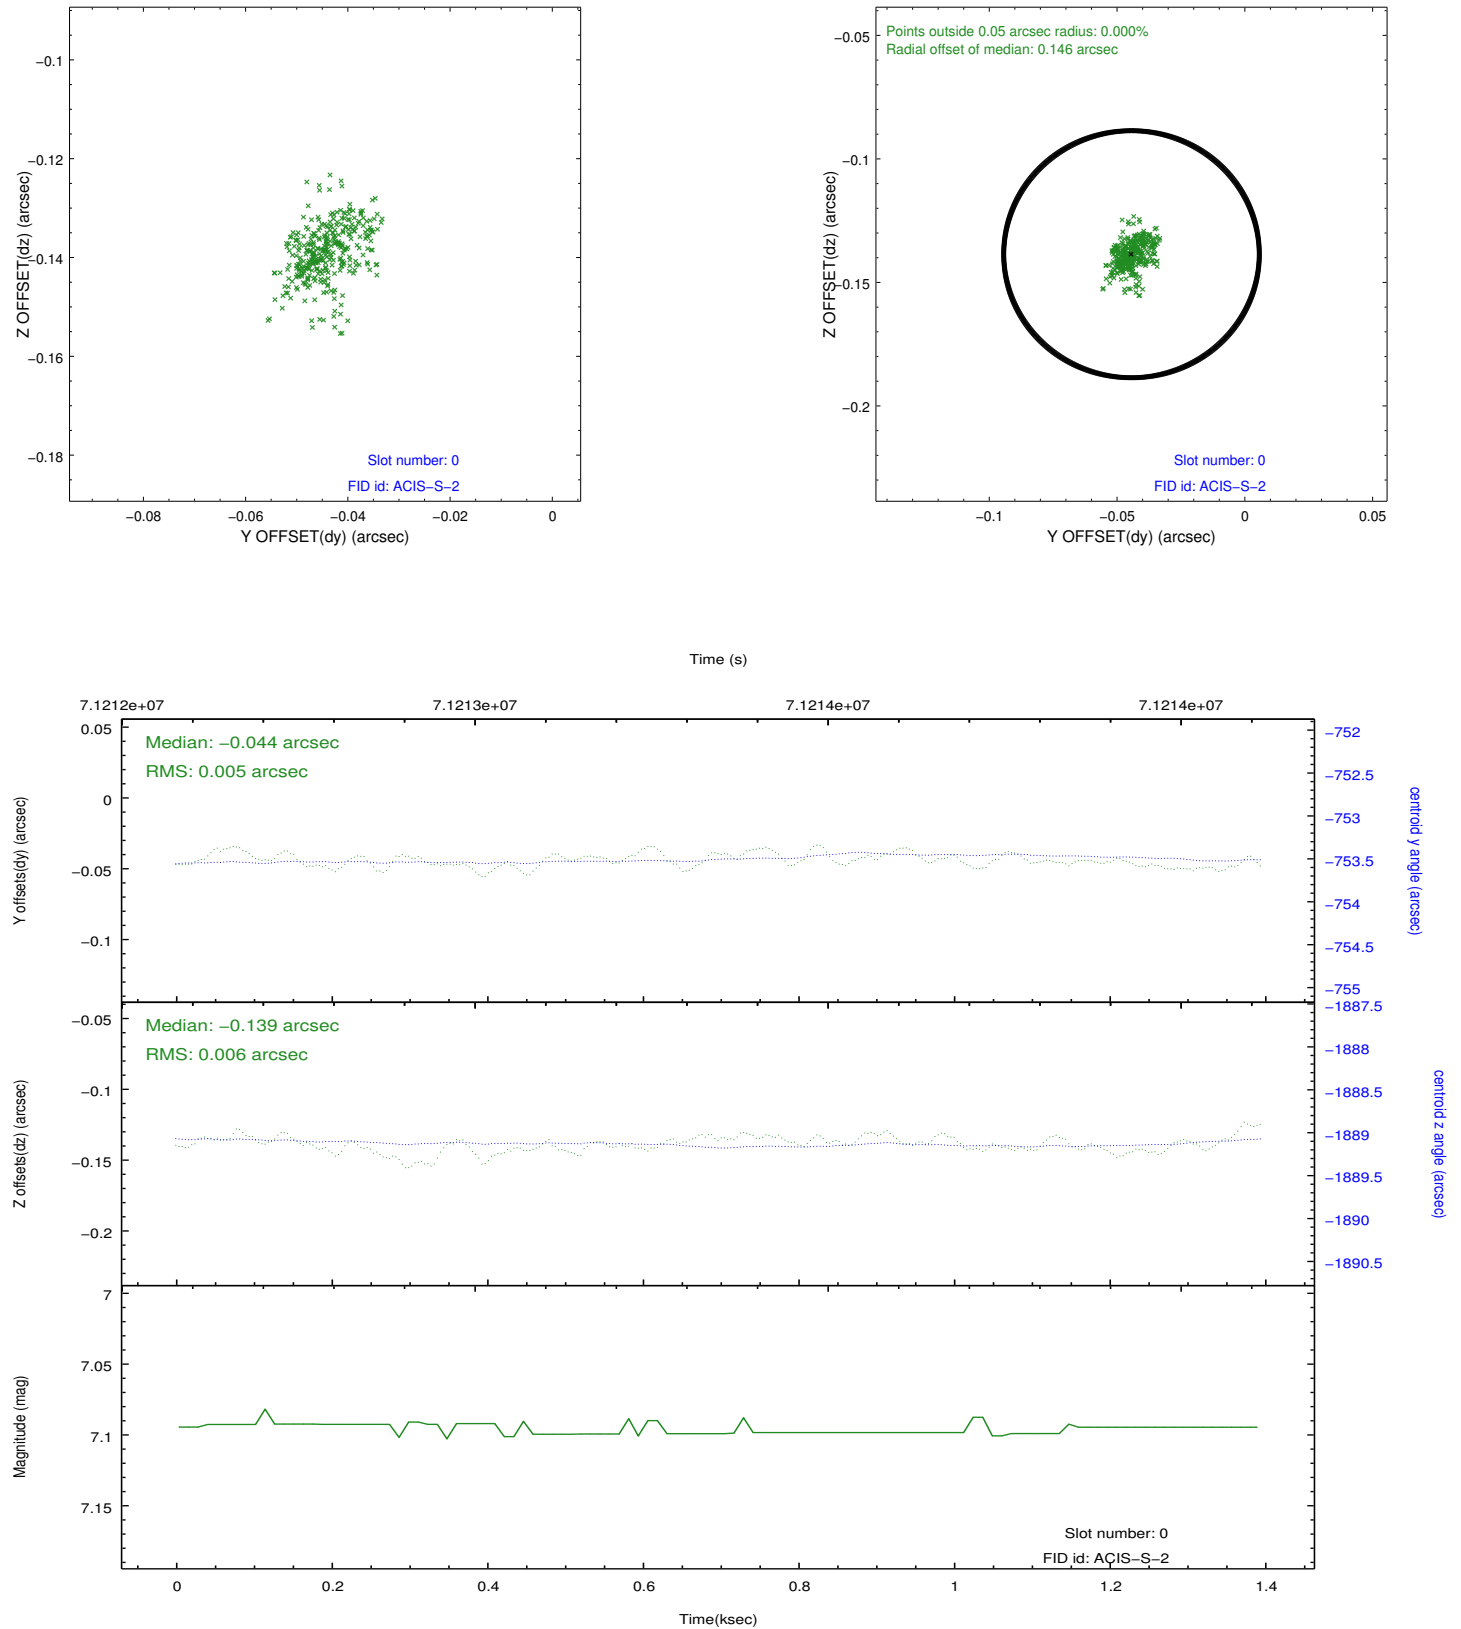 −0.1
−0.12
−0.14
−0.16
−0.18
Z OFFSET(dz) (arcsec)
Slot number: 0
FID id: ACIS−S−2
−0.08
−0.06
−0.04
−0.02
0
Y OFFSET(dy) (arcsec)
Points outside 0.05 arcsec radius: 0.000%
Radial offset of median: 0.146 arcsec
−0.05
−0.1
−0.15
−0.2
Z OFFSET(dz) (arcsec)
Slot number: 0
FID id: ACIS−S−2
−0.1
−0.05
0
0.05
Y OFFSET(dy) (arcsec)
Time (s)
7.1212e+07
7.1213e+07
7.1214e+07
7.1214e+07
Median: −0.044 arcsec
RMS: 0.005 arcsec
0.05
0
−0.05
−0.1
Y offsets(dy) (arcsec)
−752
−752.5
−753
−753.5
−754
−754.5
−755
centroid y angle (arcsec)
Median: −0.139 arcsec
RMS: 0.006 arcsec
−0.05
−0.1
−0.15
−0.2
Z offsets(dz) (arcsec)
−1887.5
−1888
−1888.5
−1889
−1889.5
−1890
−1890.5
centroid z angle (arcsec)
7
7.05
7.1
7.15
Magnitude (mag)
Slot number: 0
FID id: ACIS−S−2
0
0.2
0.4
0.6
0.8
1
1.2
1.4
Time(ksec)